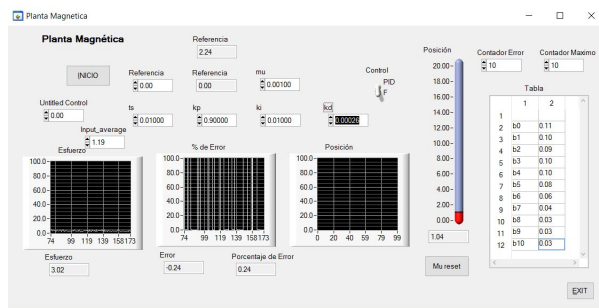 Planta Magnetica
Planta Magnética
Referencia
2.24
INICIO
Referencia
0.00
Referencia
0.00
mu
0.00100
Control
PID
F
Untitled Control
0.00
ts
0.01000
kp
0.90000
ki
0.01000
kd
0.00026
Input_average
1.19
Esfuerzo
100.0
80.0
60.0
40.0
20.0
0.0
74 99 119 139 158 173
Esfuerzo
3.02
% de Error
100.0
80.0
60.0
40.0
20.0
0.0
74 99 119 139 158 173
Error
-0.24
Porcentaje de Error
0.24
Posición
100.0
80.0
60.0
40.0
20.0
0.0
0 20 40 59 79 99
Posición
20.00
18.00
16.00
14.00
12.00
10.00
8.00
6.00
4.00
2.00
0.00
1.04
Mu reset
Contador Error
10
Contador Maximo
10
Tabla
1 2
1
2 b0 0.11
3 b1 0.10
4 b2 0.09
5 b3 0.10
6 b4 0.10
7 b5 0.08
8 b6 0.06
9 b7 0.04
10 b8 0.03
11 b9 0.03
12 b10 0.03
EXIT